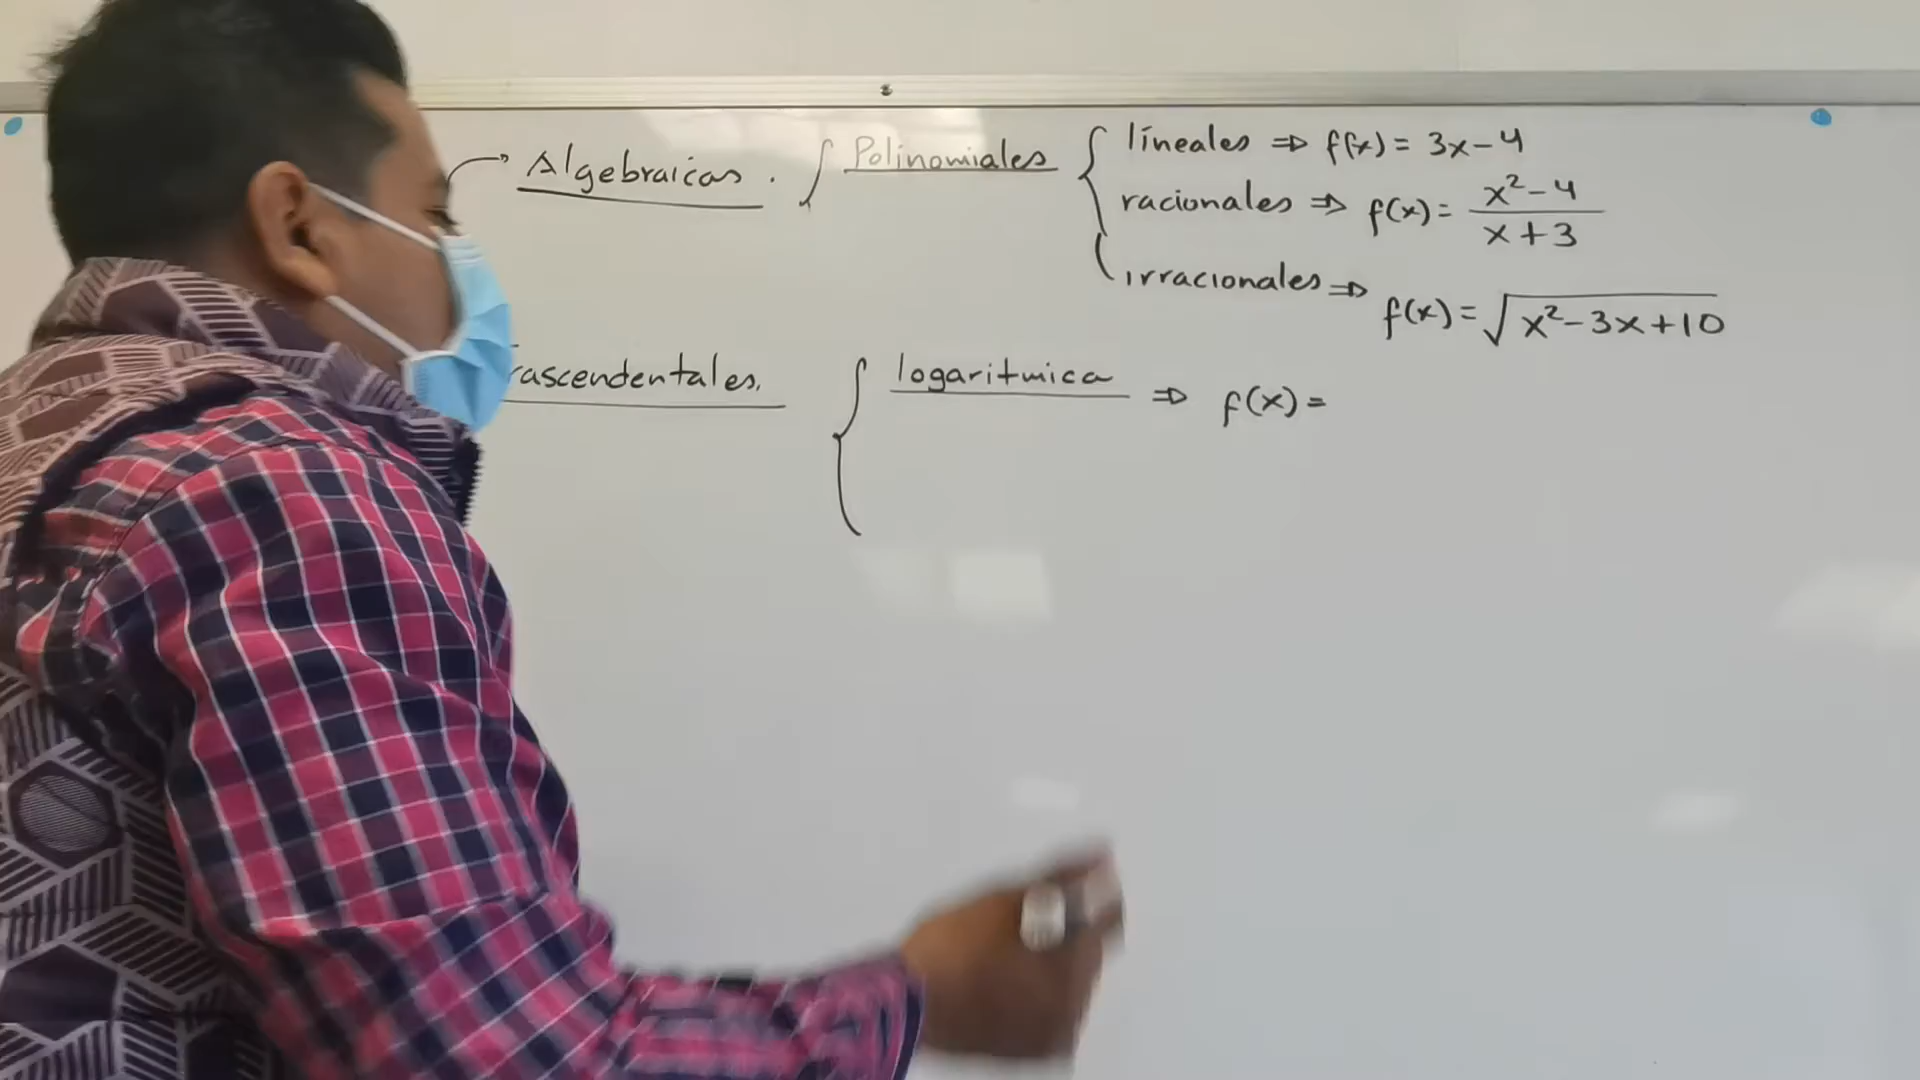 Algebraicas. { Polinomiales { líneales ⇒ f(x) = 3x-4
racionales ⇒ f(x) = (x²-4)/(x+3)
irracionales ⇒ f(x) = √(x²-3x+10)
rascendentales. { logaritmica ⇒ f(x) =